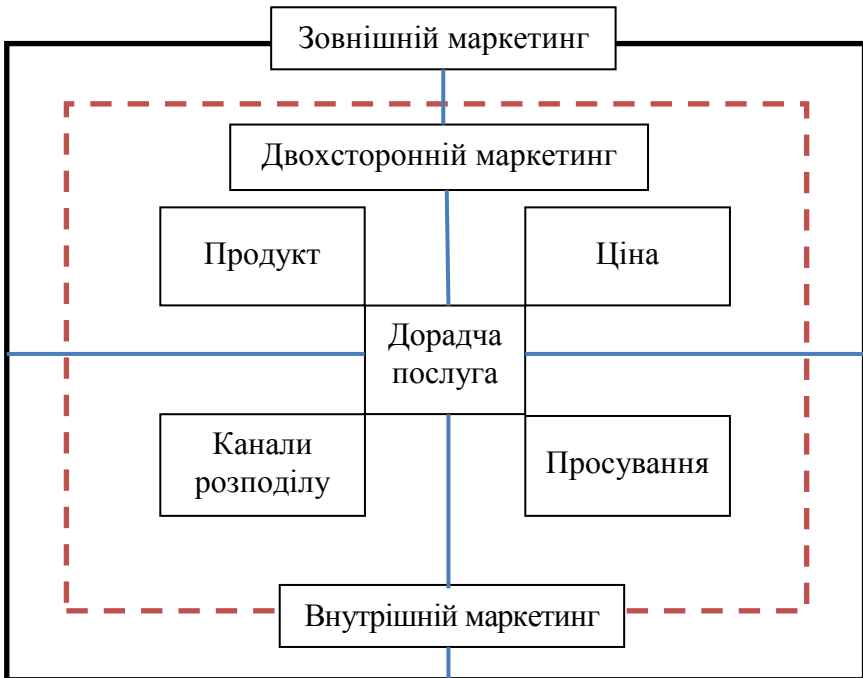 Зовнішній маркетинг
Двохсторонній маркетинг
Продукт
Ціна
Дорадча
послуга
Канали
розподілу
Просування
Внутрішній маркетинг